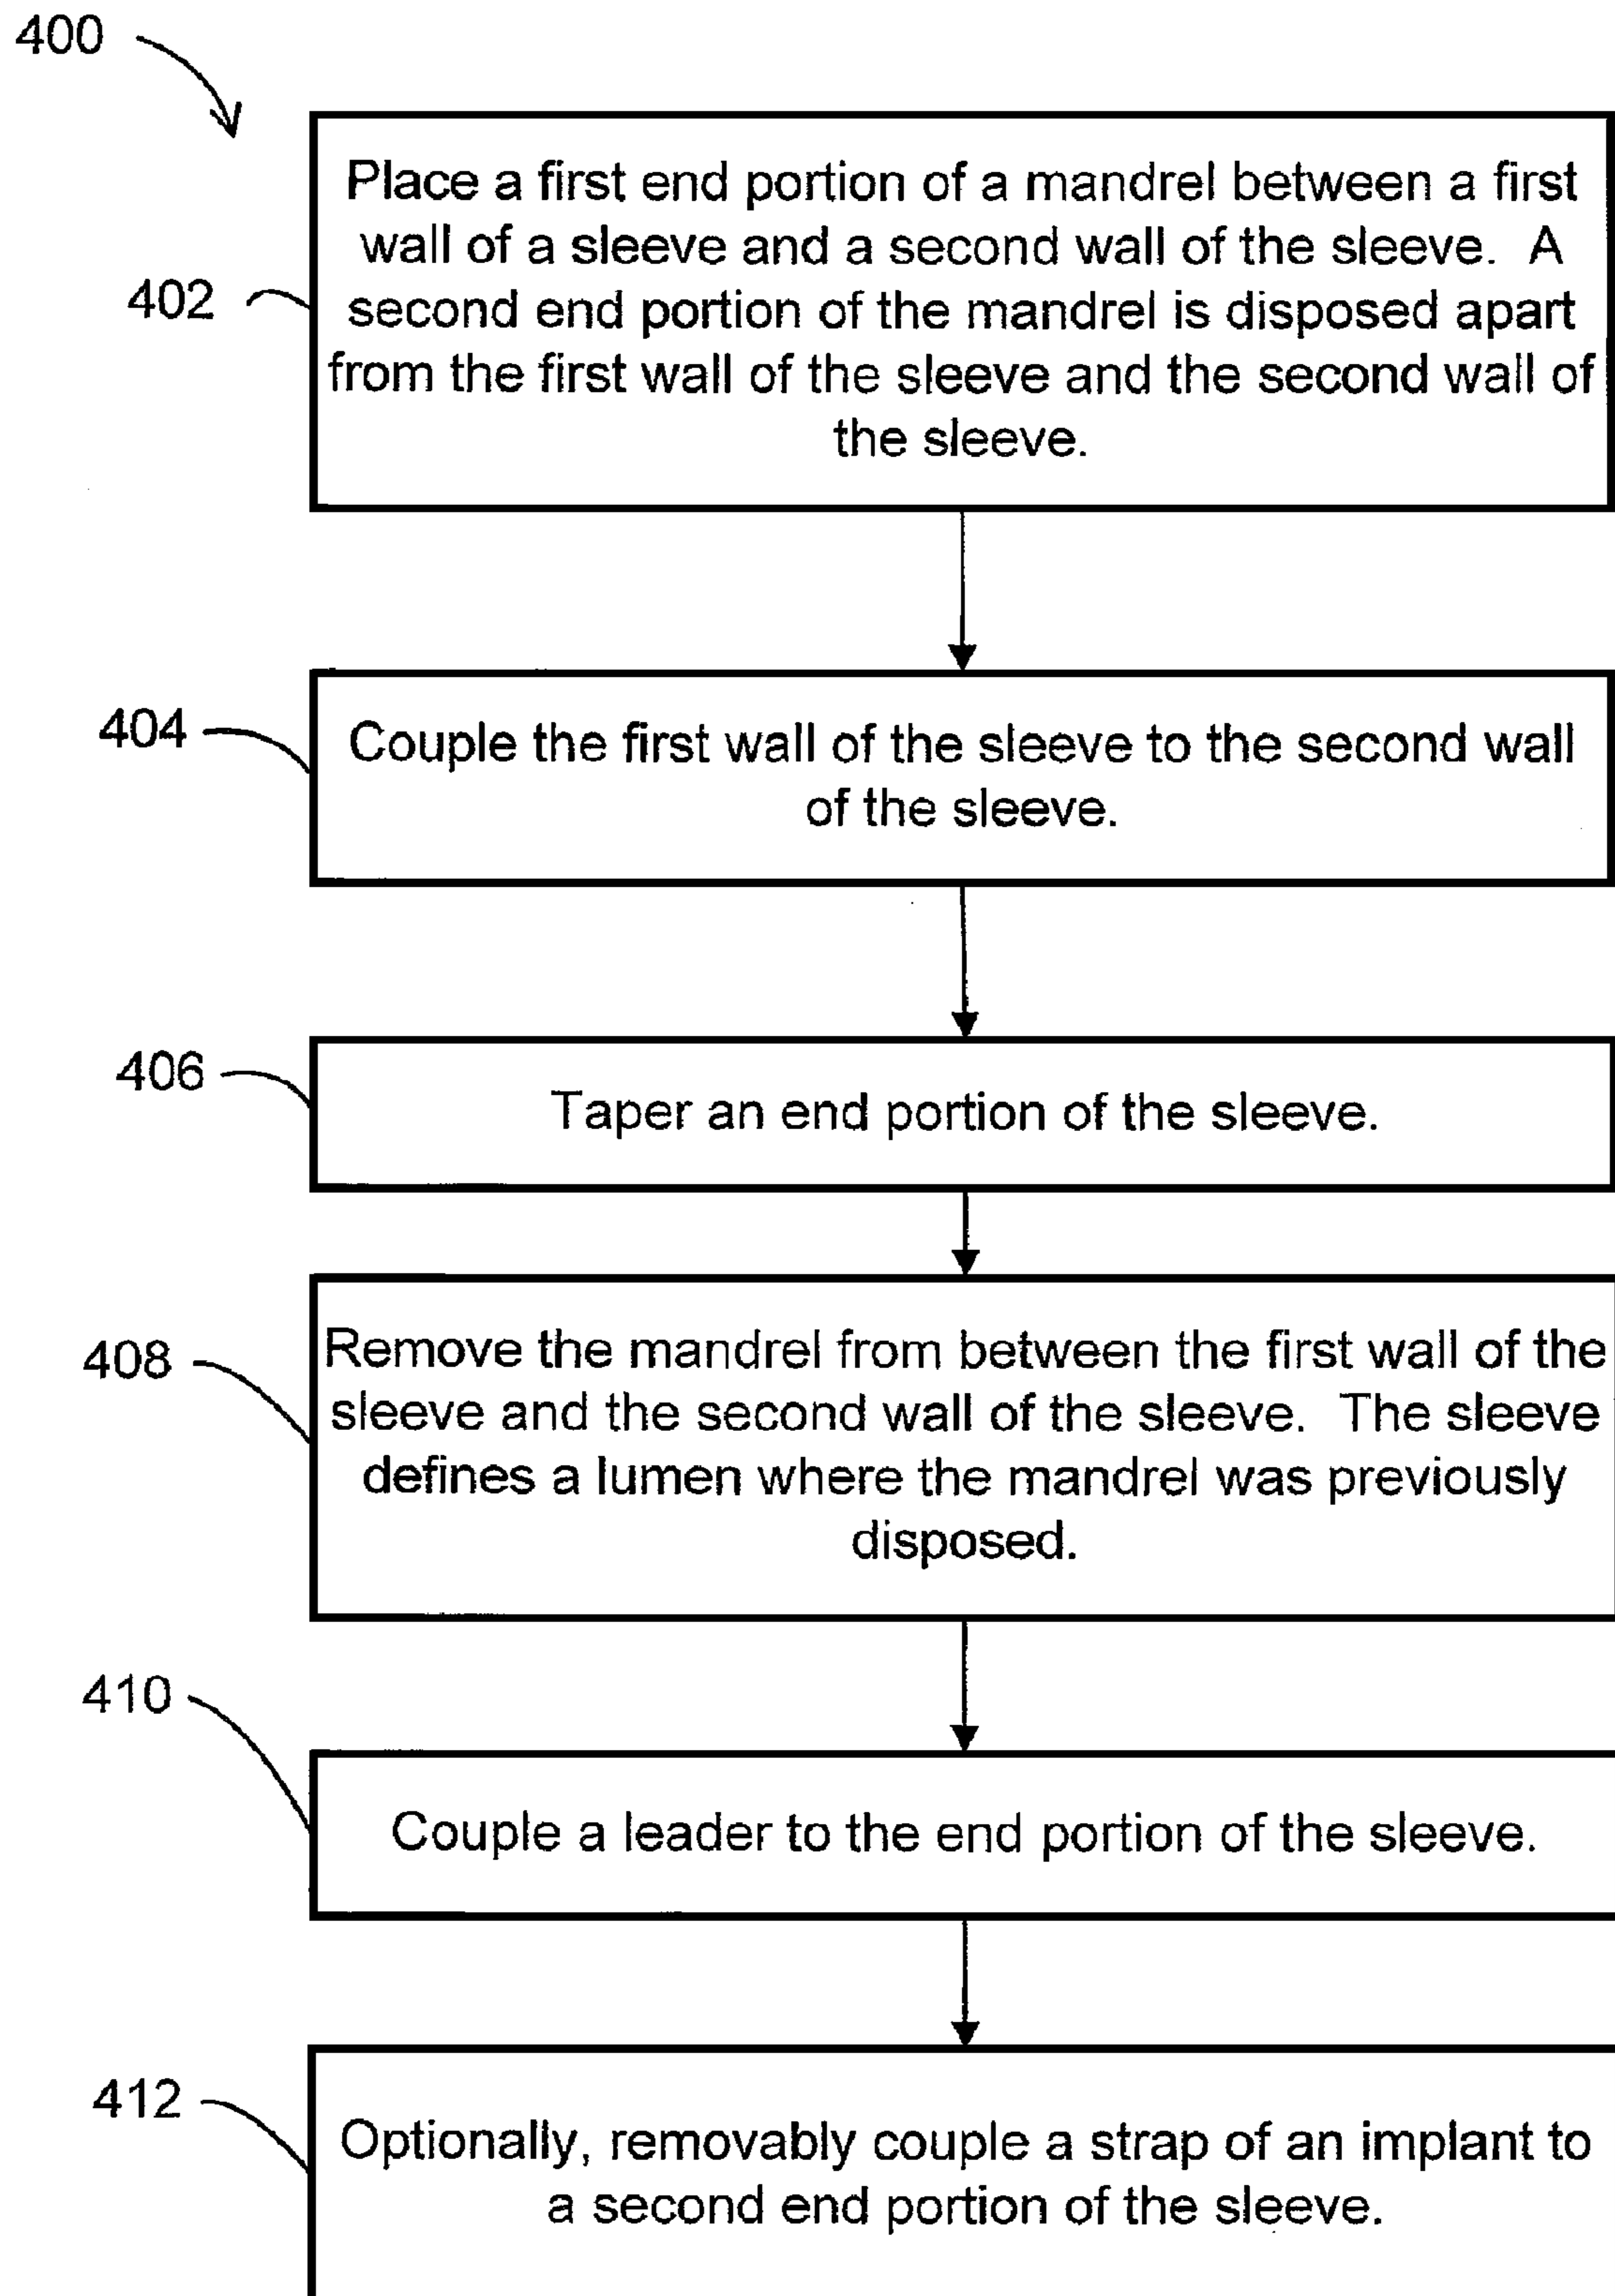 400
Place a first end portion of a mandrel between a first
wall of a sleeve and a second wall of the sleeve. A
second end portion of the mandrel is disposed apart
from the first wall of the sleeve and the second wall of
the sleeve.
402
Couple the first wall of the sleeve to the second wall
of the sleeve.
404
Taper an end portion of the sleeve.
406
Remove the mandrel from between the first wall of the
sleeve and the second wall of the sleeve. The sleeve
defines a lumen where the mandrel was previously
disposed.
408
410
Couple a leader to the end portion of the sleeve.
412
Optionally, removably couple a strap of an implant to
a second end portion of the sleeve.